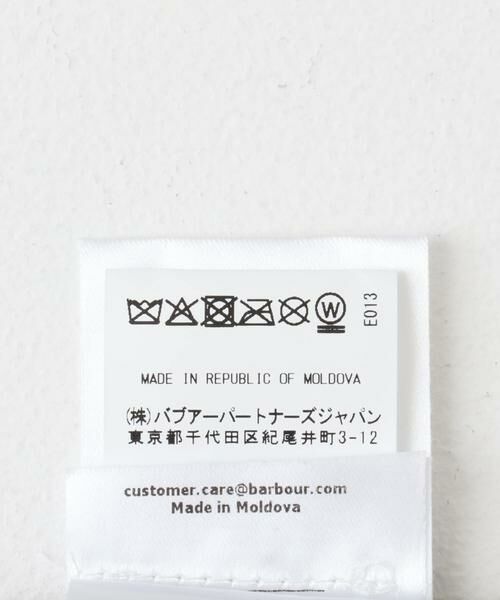 W
E013
MADE IN REPUBLIC OF MOLDOVA
(株)バブアーパートナーズジャパン
東京都千代田区紀尾井町3-12
customer.care@barbour.com
Made in Moldova